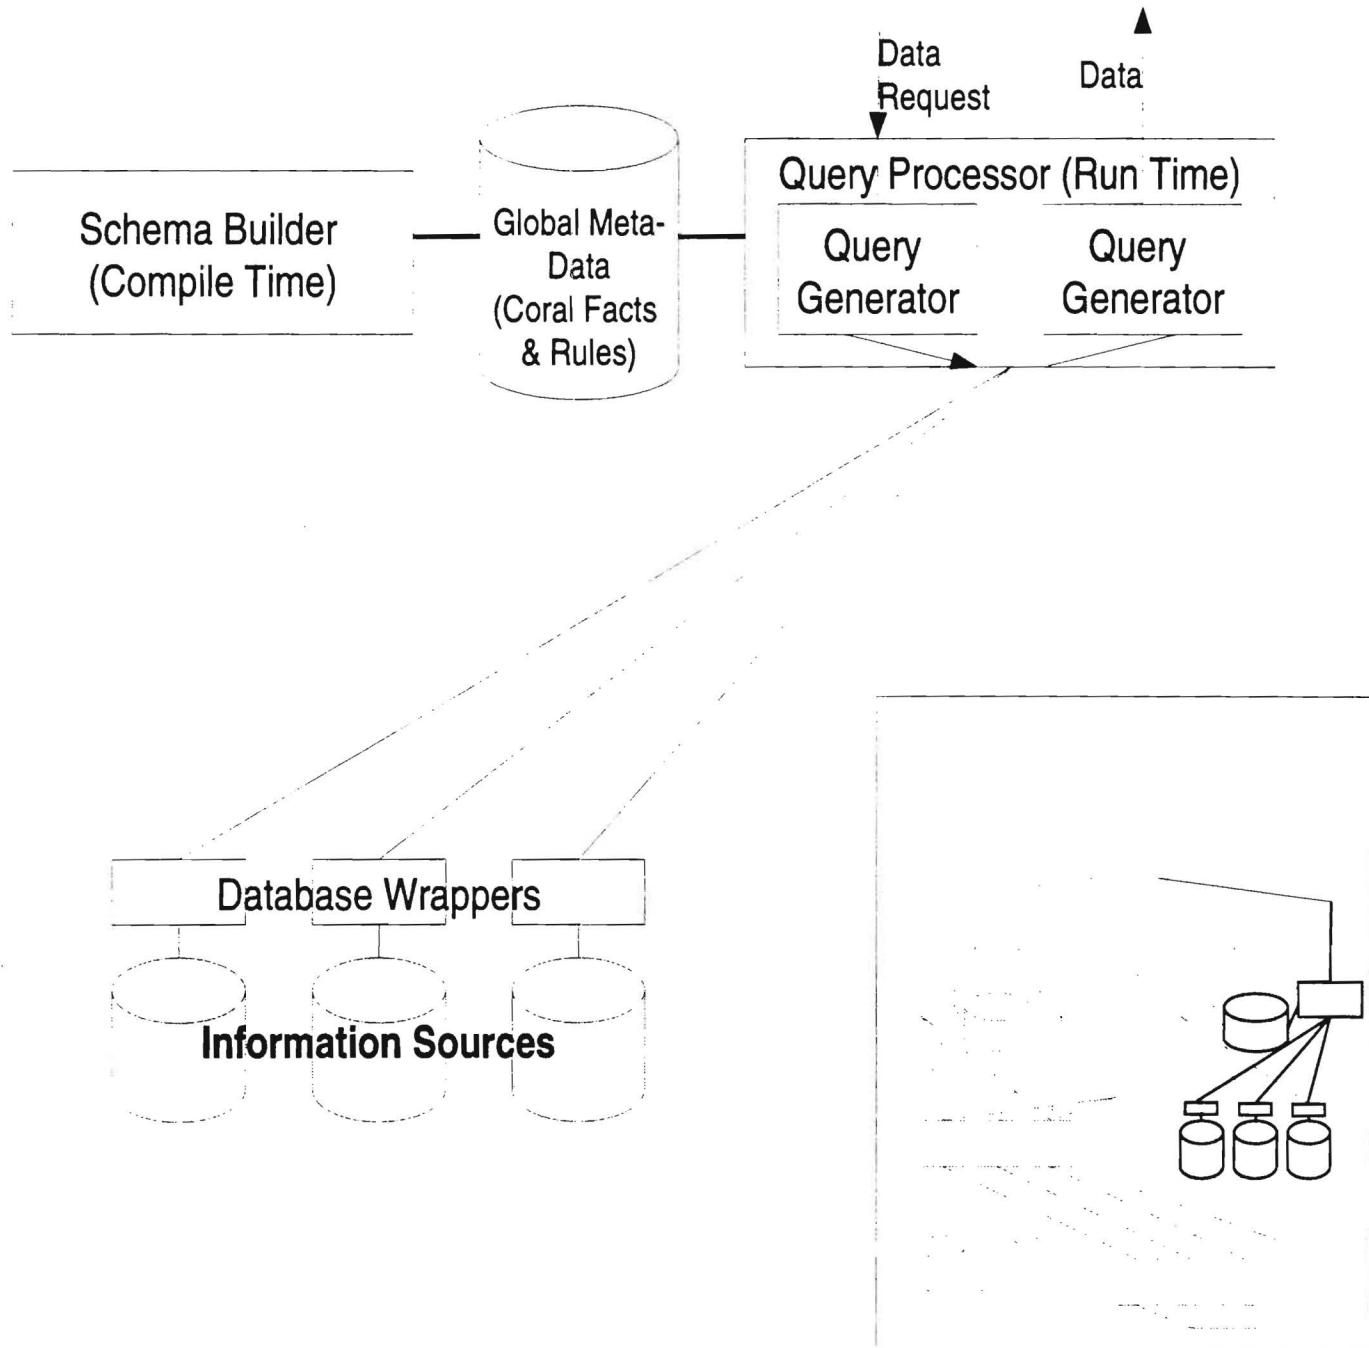 Data
Request
Data
Query Processor (Run Time)
Schema Builder
(Compile Time)
Global Meta-
Data
(Coral Facts
& Rules)
Query
Generator
Query
Generator
Database Wrappers
Information Sources